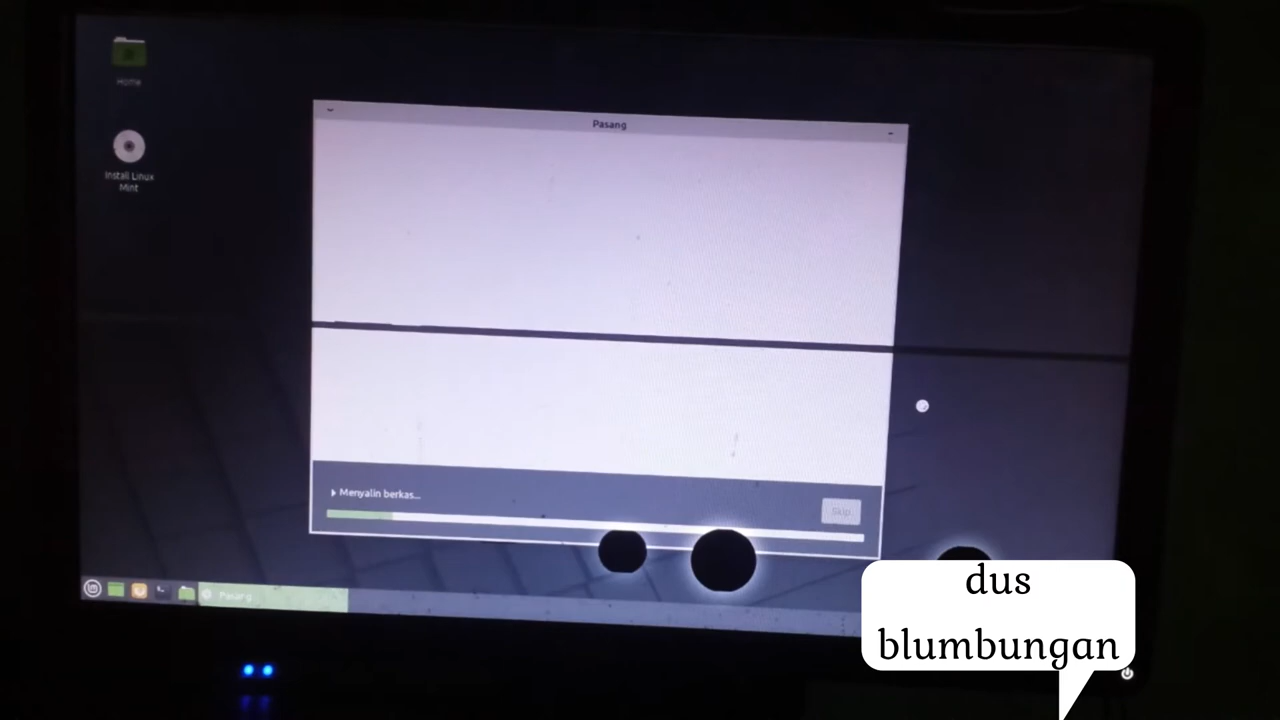 Home
Install Linux
Mint
Pasang
Menyalin berkas...
Skip
Pasang
dus
blumbungan